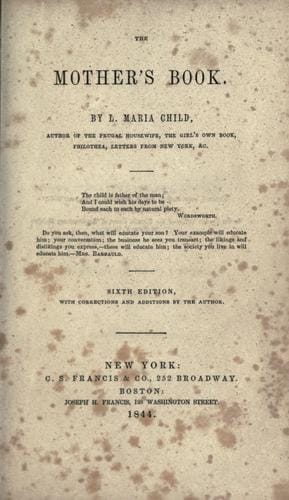 THE
MOTHER'S BOOK.
BY L. MARIA CHILD,
AUTHOR OF THE FRUGAL HOUSEWIFE, THE GIRL'S OWN BOOK,
PHILOTHEA, LETTERS FROM NEW YORK, &C.
The child is father of the man;
And I could wish his days to be
Bound each to each by natural piety.
WORDSWORTH.
Do you ask, then, what will educate your son? Your example will educate
him; your conversation; the business he sees you transact; the likings and
dislikings you express,—these will educate him; the society you live in will
educate him.—MRS. BARBAULD.
SIXTH EDITION,
WITH CORRECTIONS AND ADDITIONS BY THE AUTHOR.
NEW YORK:
C. S. FRANCIS & CO., 252 BROADWAY.
BOSTON:
JOSEPH H. FRANCIS, 128 WASHINGTON STREET.
1844.